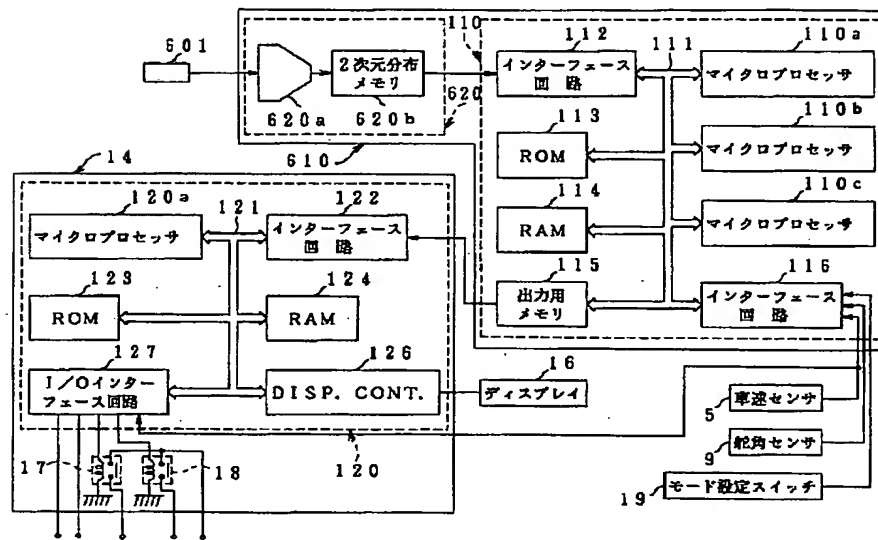 601
620a
2次元分布
メモリ
620b
620
110
112
インターフェース
回路
111
110a
マイクロプロセッサ
113
ROM
110b
マイクロプロセッサ
610
114
RAM
110c
マイクロプロセッサ
115
出力用
メモリ
116
インターフェース
回路
14
120a
マイクロプロセッサ
121
122
インターフェース
回路
123
ROM
124
RAM
127
I/Oインター
フェース回路
126
DISP. CONT.
16
ディスプレイ
120
17
18
車速センサ
5
舵角センサ
9
モード設定スイッチ
19